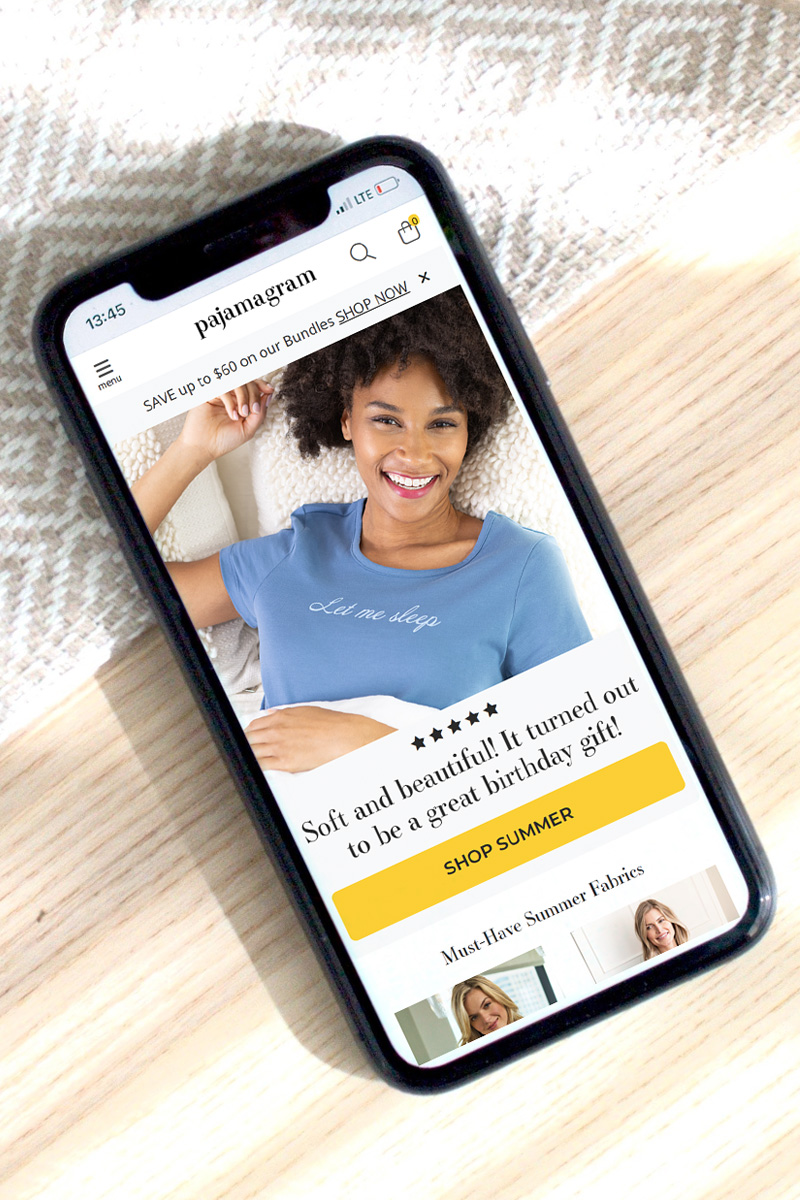 13:45
LTE
pajamagram
0
menu
SAVE up to $60 on our Bundles SHOP NOW
Let me sleep
Soft and beautiful! It turned out
to be a great birthday gift!
SHOP SUMMER
Must-Have Summer Fabrics